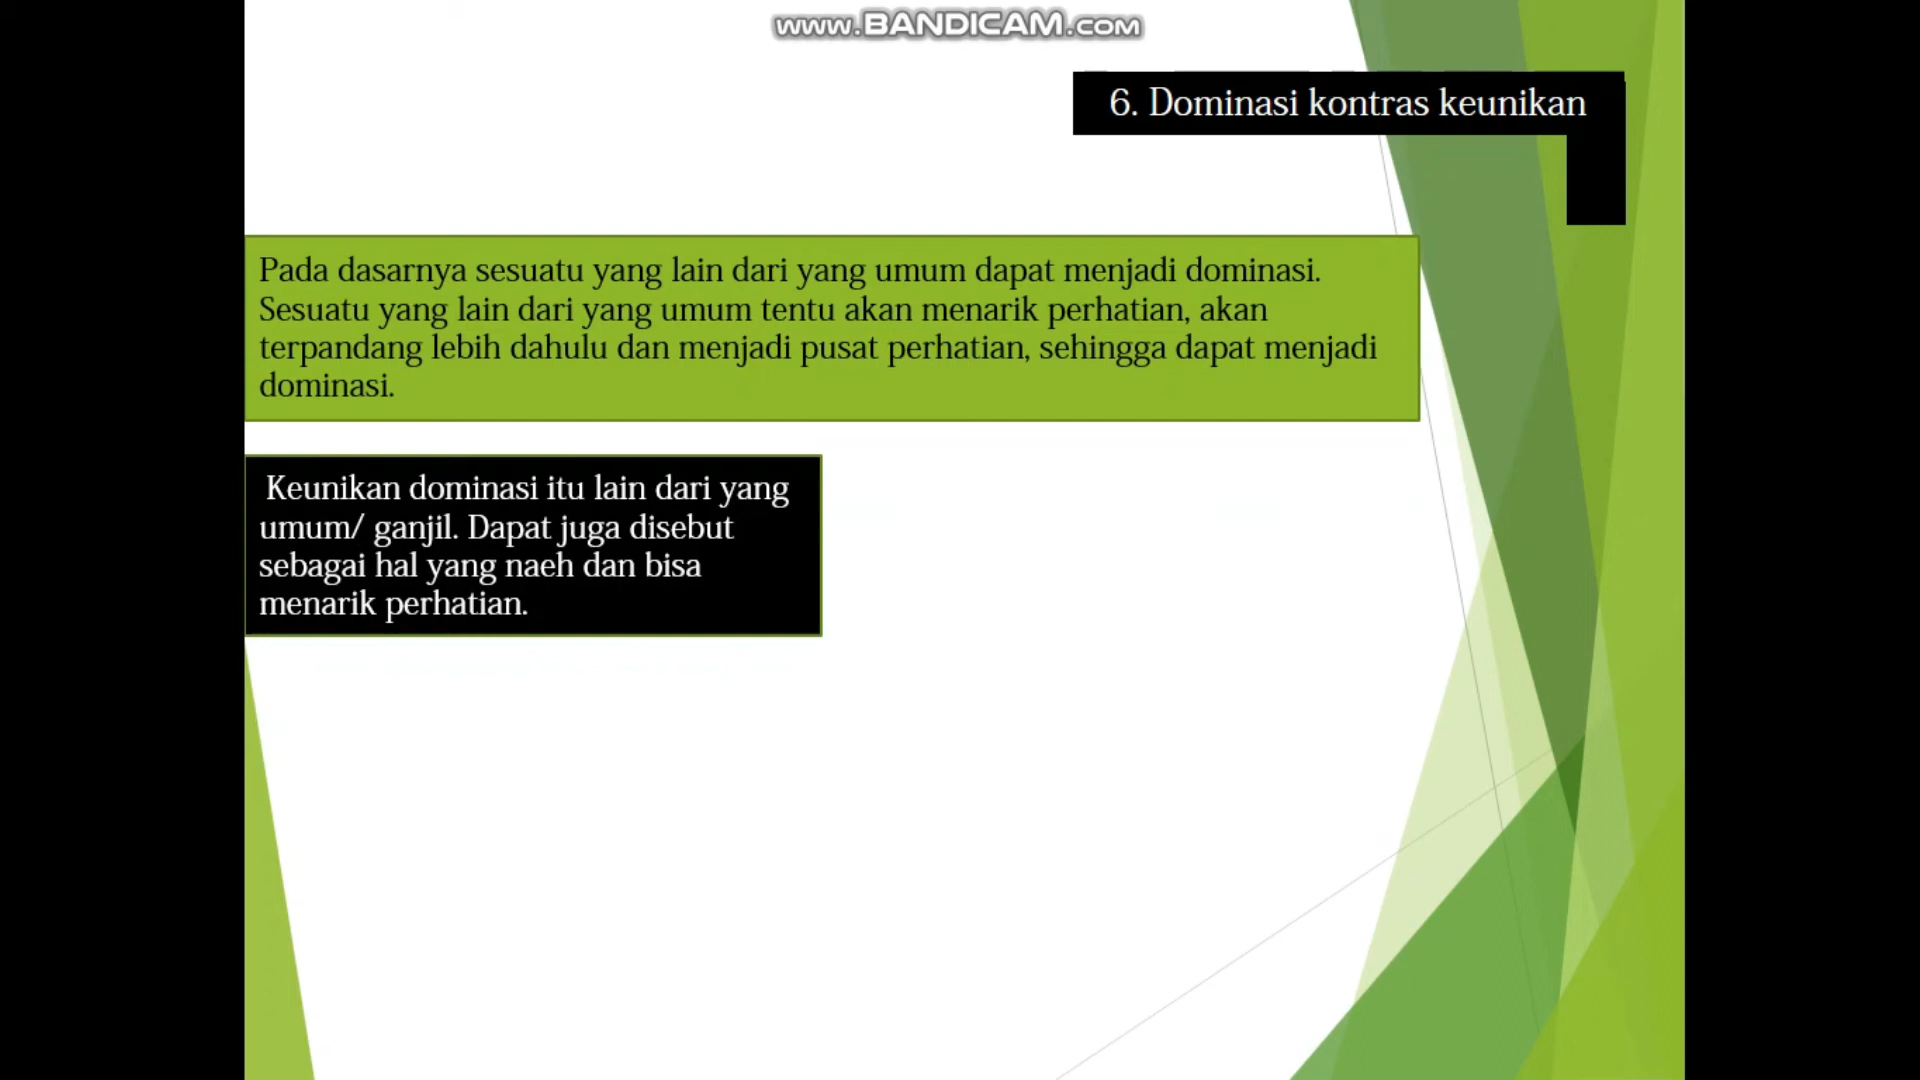 www.BANDICAM.com
6. Dominasi kontras keunikan
Pada dasarnya sesuatu yang lain dari yang umum dapat menjadi dominasi.
Sesuatu yang lain dari yang umum tentu akan menarik perhatian, akan
terpandang lebih dahulu dan menjadi pusat perhatian, sehingga dapat menjadi
dominasi.
Keunikan dominasi itu lain dari yang
umum/ ganjil. Dapat juga disebut
sebagai hal yang naeh dan bisa
menarik perhatian.